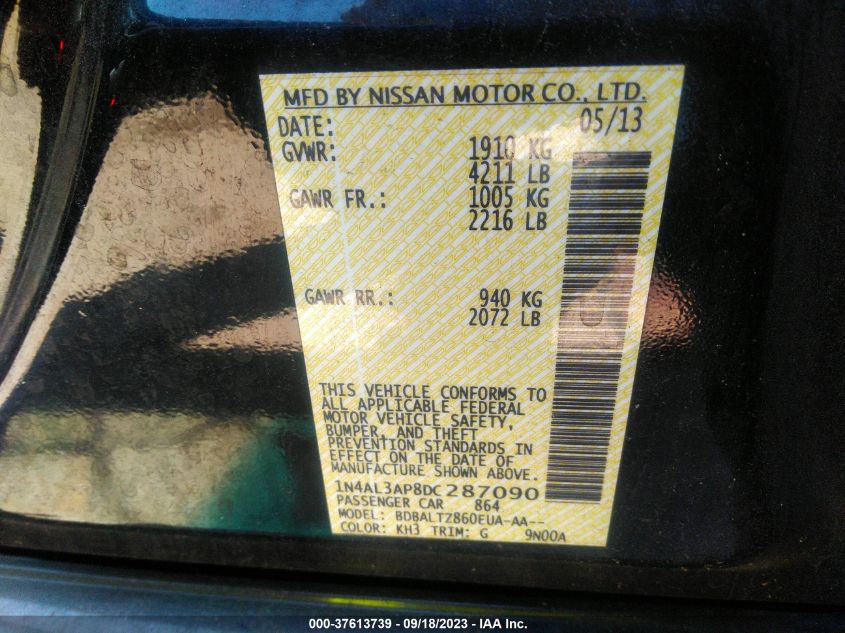 MFD BY NISSAN MOTOR CO., LTD.
DATE: 05/13
GVWR: 1910 KG
4211 LB
GAWR FR.: 1005 KG
2216 LB
GAWR RR.: 940 KG
2072 LB
THIS VEHICLE CONFORMS TO
ALL APPLICABLE FEDERAL
MOTOR VEHICLE SAFETY,
BUMPER, AND THEFT
PREVENTION STANDARDS IN
EFFECT ON THE DATE OF
MANUFACTURE SHOWN ABOVE.
1N4AL3AP8DC287090
PASSENGER CAR 864
MODEL: BDBALTZ860EUA-AA--
COLOR: KH3 TRIM: G 9N00A
000-37613739 - 09/18/2023 - IAA Inc.